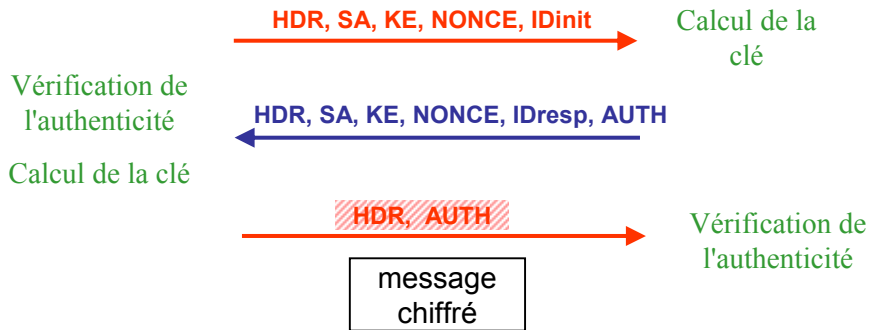 HDR, SA, KE, NONCE, IDinit
Calcul de la
clé
Vérification de
l'authenticité
HDR, SA, KE, NONCE, IDresp, AUTH
Calcul de la clé
HDR, AUTH
Vérification de
l'authenticité
message
chiffré